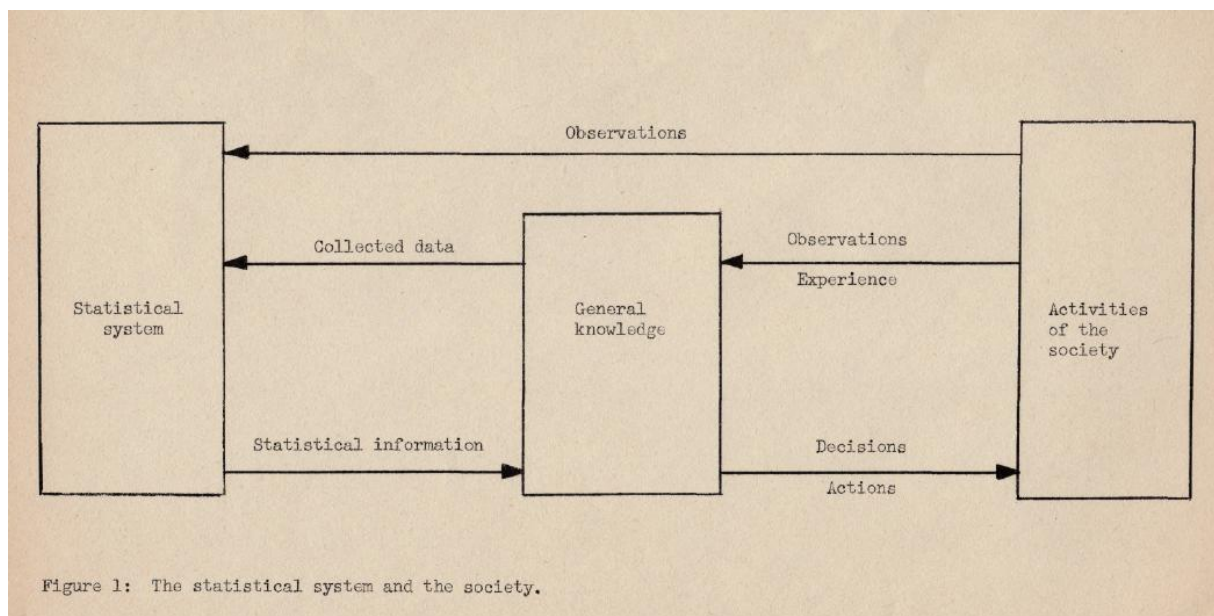 Observations
Collected data
Observations
Experience
Statistical
system
General
knowledge
Activities
of the
society
Statistical information
Decisions
Actions
Figure 1: The statistical system and the society.